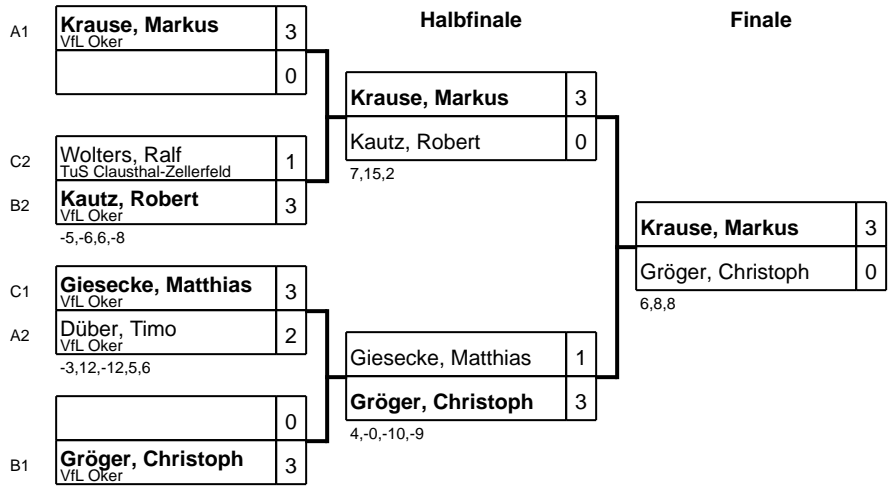 Halbfinale
Finale
A1
Krause, Markus 3
VfL Oker
0
C2
Wolters, Ralf 1
TuS Clausthal-Zellerfeld
B2
Kautz, Robert 3
VfL Oker
-5,-6,6,-8
C1
Giesecke, Matthias 3
VfL Oker
A2
Düber, Timo 2
VfL Oker
-3,12,-12,5,6
0
B1
Gröger, Christoph 3
VfL Oker
Krause, Markus 3
Kautz, Robert 0
7,15,2
Giesecke, Matthias 1
Gröger, Christoph 3
4,-0,-10,-9
Krause, Markus 3
Gröger, Christoph 0
6,8,8